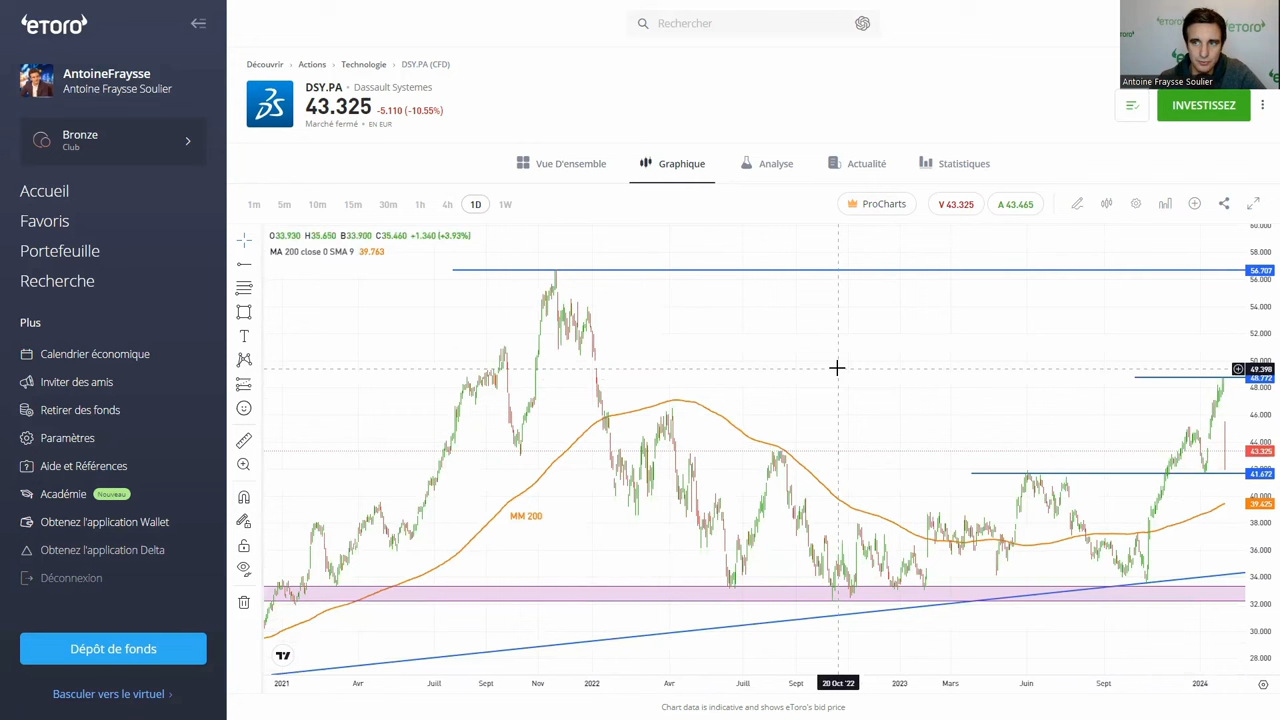 eTORO
Rechercher
Antoine Fraysse Soulier
AntoineFraysse
Antoine Fraysse Soulier
Bronze
Club
Accueil
Favoris
Portefeuille
Recherche
Plus
Calendrier économique
Inviter des amis
Retirer des fonds
Paramètres
Aide et Références
Académie Nouveau
Obtenez l'application Wallet
Obtenez l'application Delta
Déconnexion
Dépôt de fonds
Basculer vers le virtuel ›
Découvrir Actions Technologie DSY.PA (CFD)
DSY.PA • Dassault Systemes
43.325 -5.110 (-10.55%)
Marché fermé • EN EUR
INVESTISSEZ
Vue D'ensemble Graphique Analyse Actualité Statistiques
1m 5m 10m 15m 30m 1h 4h 1D 1W
ProCharts V 43.325 A 43.465
O33.930 H35.650 B33.900 C35.460 +1.340 (+3.93%)
MA 200 close 0 SMA 9 39.763
MM 200
60.000
58.000
56.707
56.000
54.000
52.000
50.000
49.398
48.772
48.000
46.000
44.000
43.325
41.672
40.000
39.425
38.000
36.000
34.000
32.000
30.000
28.000
2021 Avr Juill Sept Nov 2022 Avr Juill Sept 20 Oct '22 2023 Mars Juin Sept 2024
Chart data is indicative and shows eToro's bid price